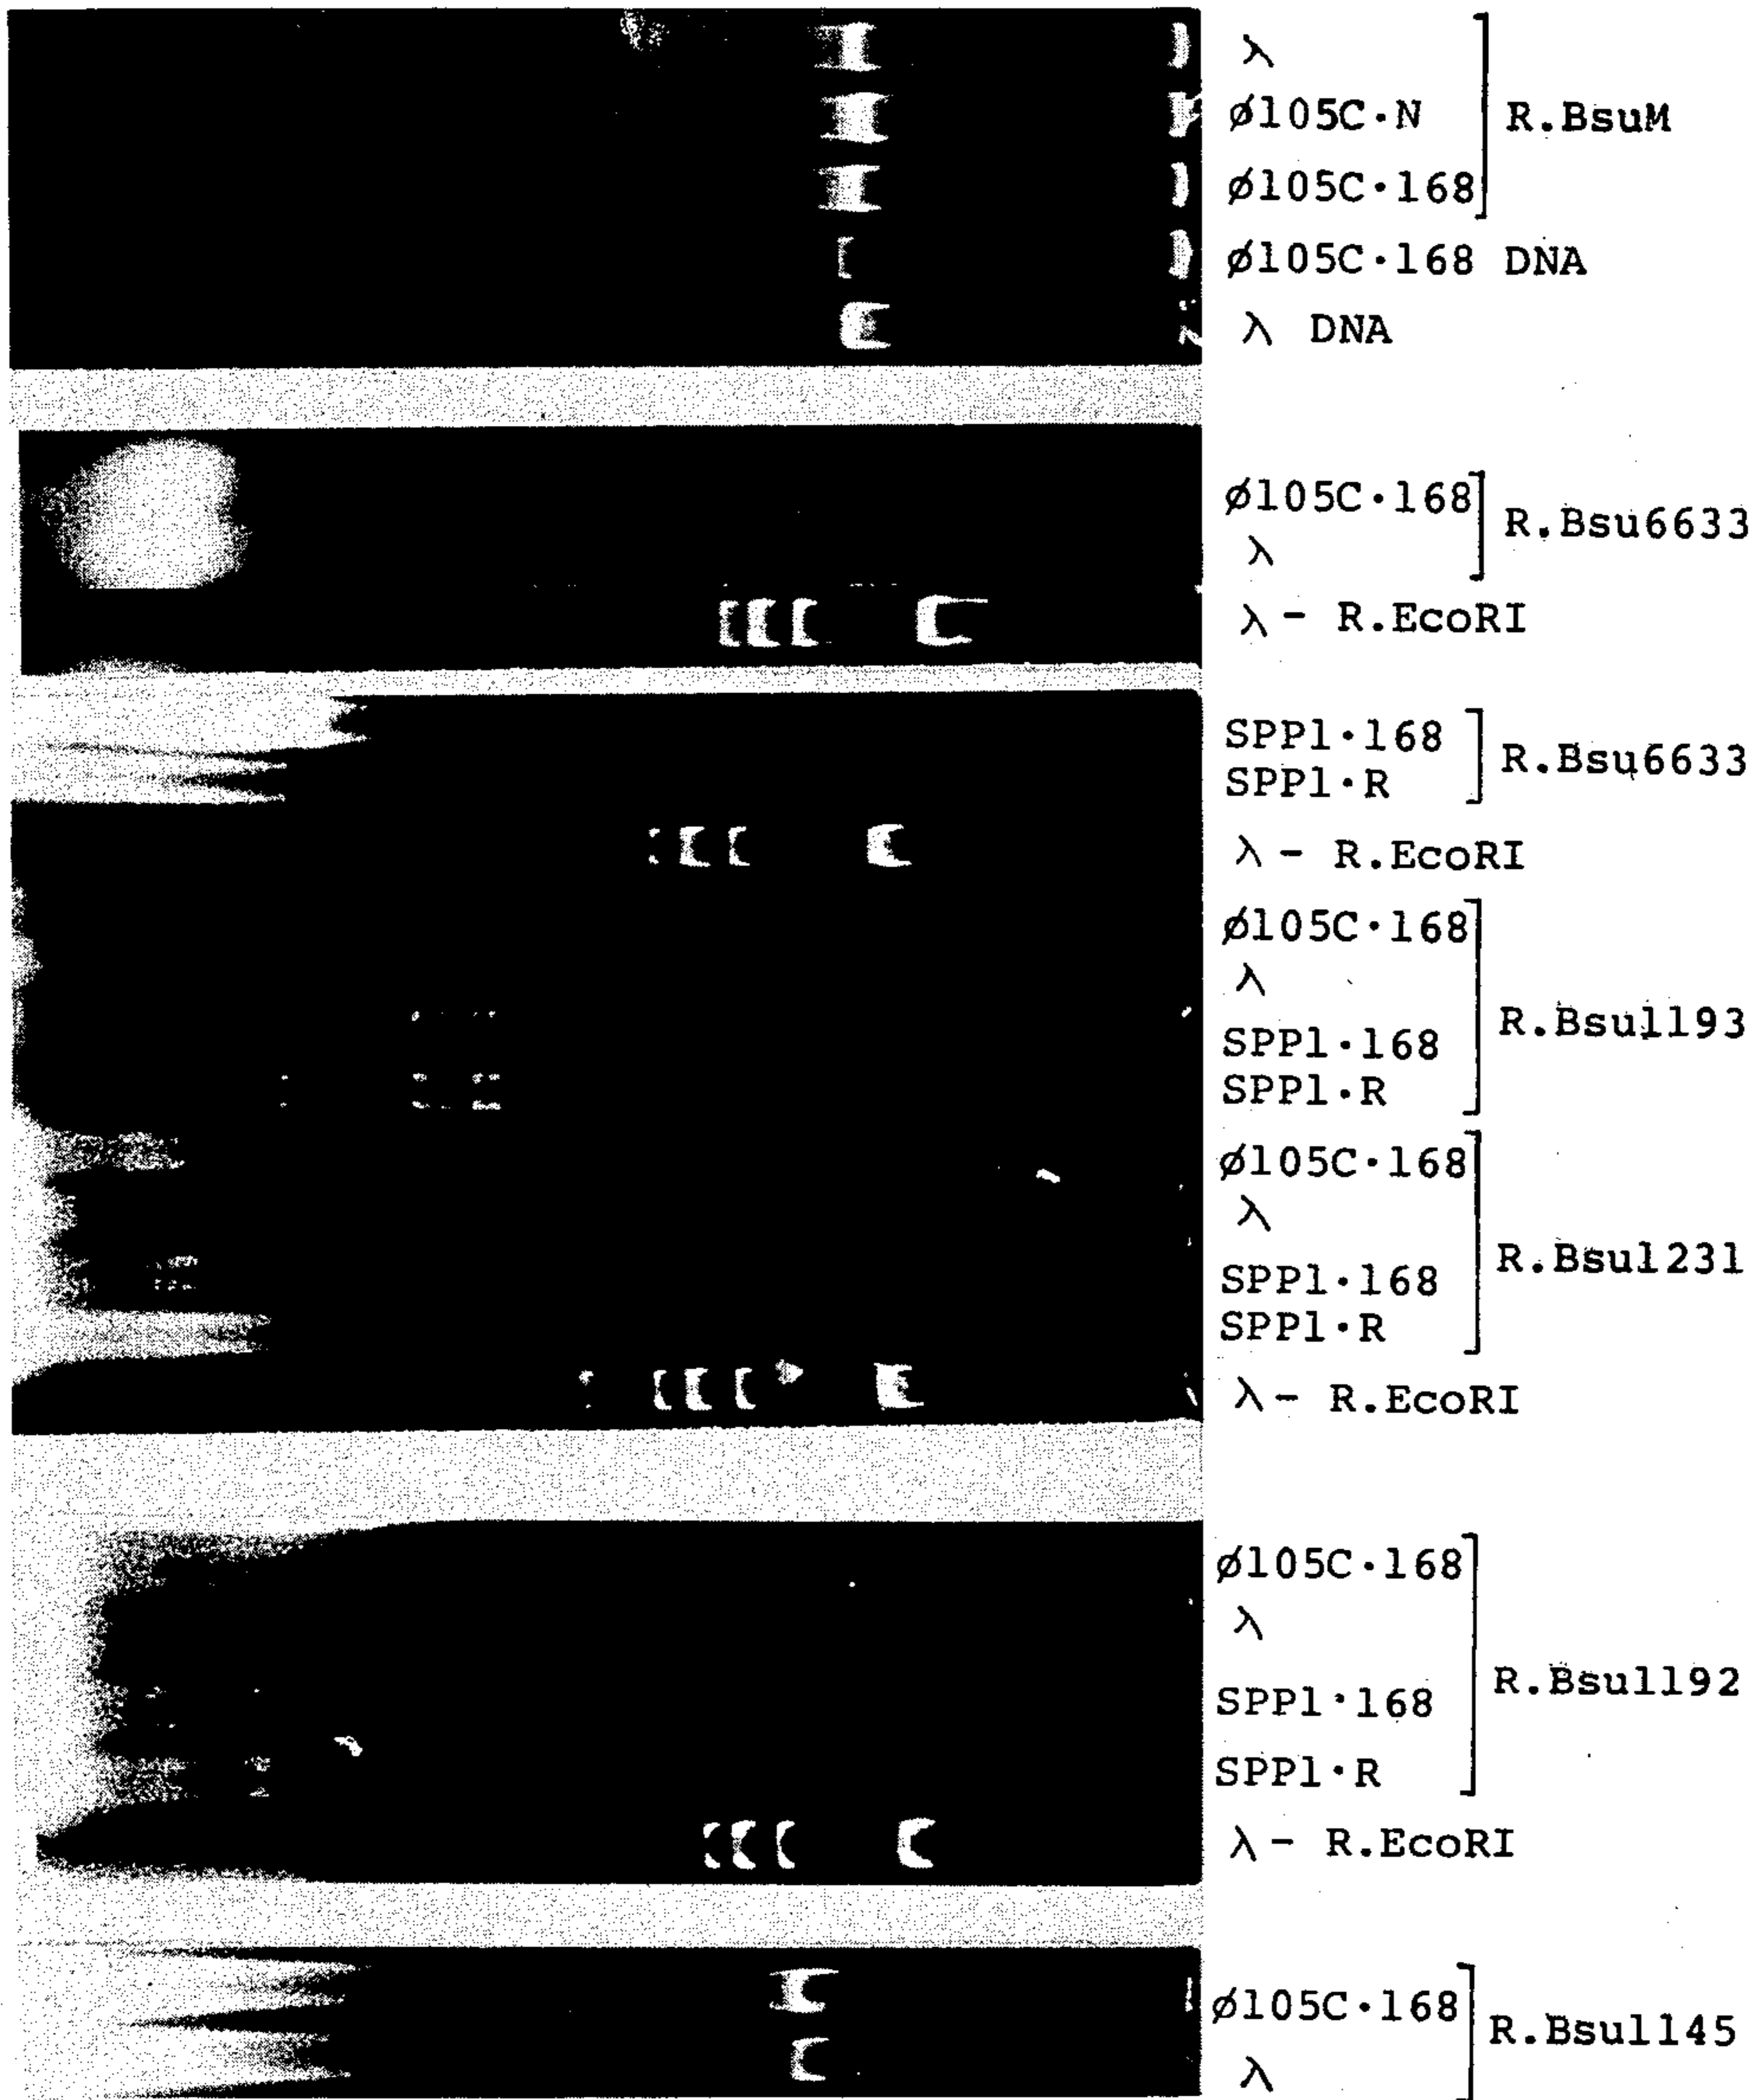 λ
ø105C·N
R.BsuM
ø105C·168
ø105C·168 DNA
λ DNA
ø105C·168
R.Bsu6633
λ
λ - R.EcoRI
SPP1·168
R.Bsu6633
SPP1·R
λ - R.EcoRI
ø105C·168
λ
R.Bsu1193
SPP1·168
SPP1·R
ø105C·168
λ
R.Bsu1231
SPP1·168
SPP1·R
λ - R.EcoRI
ø105C·168
λ
R.Bsu1192
SPP1·168
SPP1·R
λ - R.EcoRI
ø105C·168
R.Bsu1145
λ